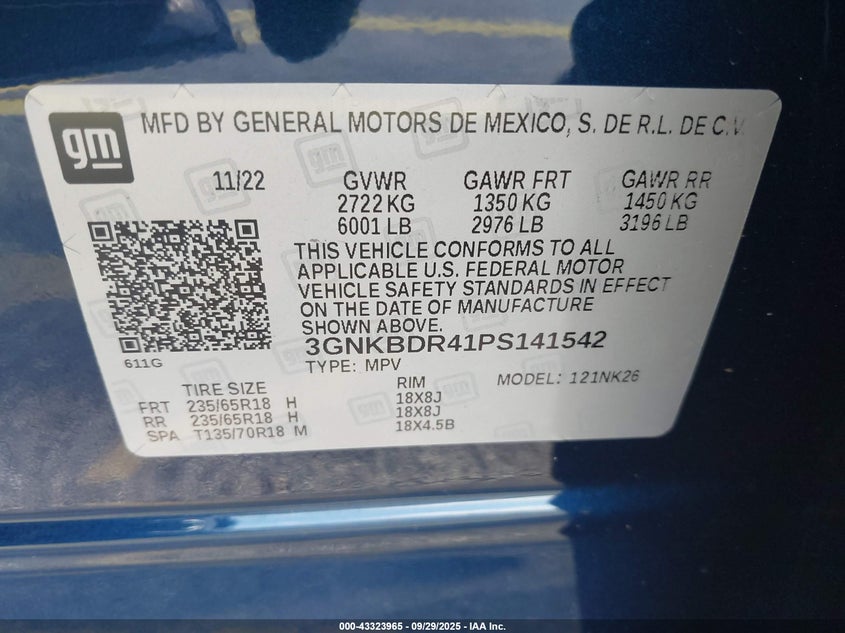 gm
MFD BY GENERAL MOTORS DE MEXICO, S. DE R.L. DE C.V.
11/22 GVWR GAWR FRT GAWR RR
2722 KG 1350 KG 1450 KG
6001 LB 2976 LB 3196 LB
THIS VEHICLE CONFORMS TO ALL
APPLICABLE U.S. FEDERAL MOTOR
VEHICLE SAFETY STANDARDS IN EFFECT
ON THE DATE OF MANUFACTURE
SHOWN ABOVE.
3GNKBDR41PS141542
611G TYPE: MPV MODEL: 121NK26
TIRE SIZE RIM
FRT 235/65R18 H 18X8J
RR 235/65R18 H 18X8J
SPA T135/70R18 M 18X4.5B
000-43323965 - 09/29/2025 - IAA Inc.